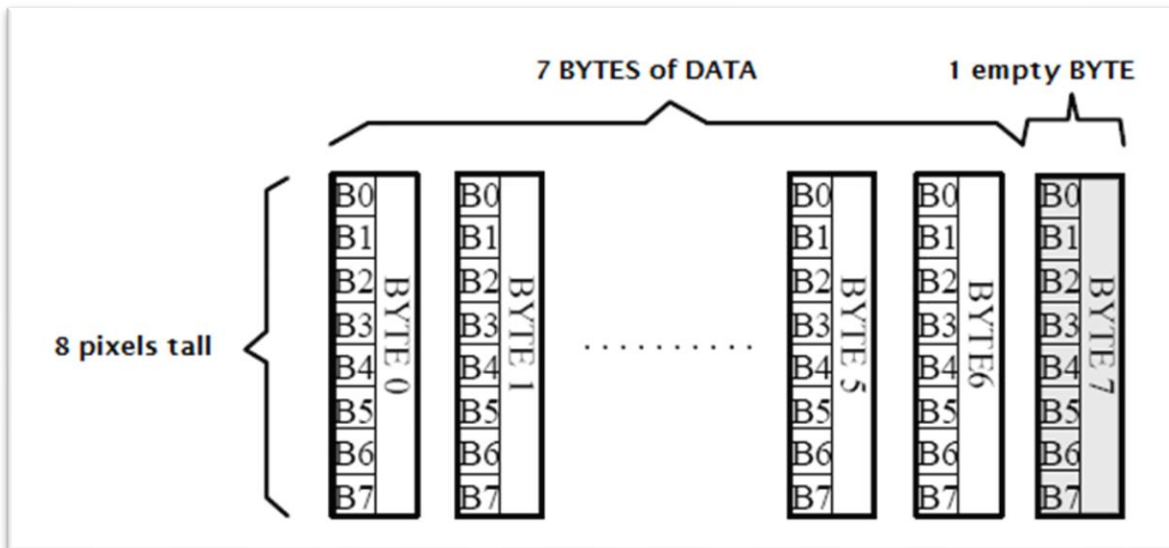 7 BYTES of DATA 1 empty BYTE
B0 B0 B0 B0 B0
B1 B1 B1 B1 B1
B2 B2 B2 B2 B2
B3 B3 B3 B3 B3
8 pixels tall
..........
B4 B4 B4 B4 B4
B5 B5 B5 B5 B5
B6 B6 B6 B6 B6
B7 B7 B7 B7 B7
BYTE 0
BYTE 1
BYTE 5
BYTE6
BYTE 7